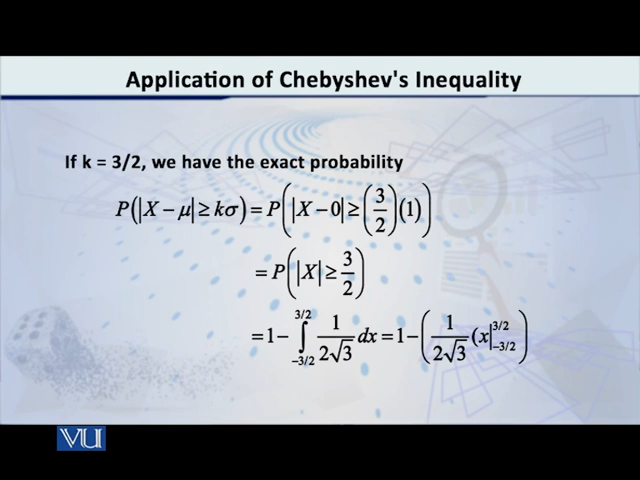 Application of Chebyshev's Inequality
If k = 3/2, we have the exact probability
P(|X − μ| ≥ kσ) = P(|X − 0| ≥ (3/2)(1))
= P(|X| ≥ 3/2)
= 1 − ∫_{−3/2}^{3/2} 1/(2√3) dx = 1 − (1/(2√3) (x|_{−3/2}^{3/2})
VU